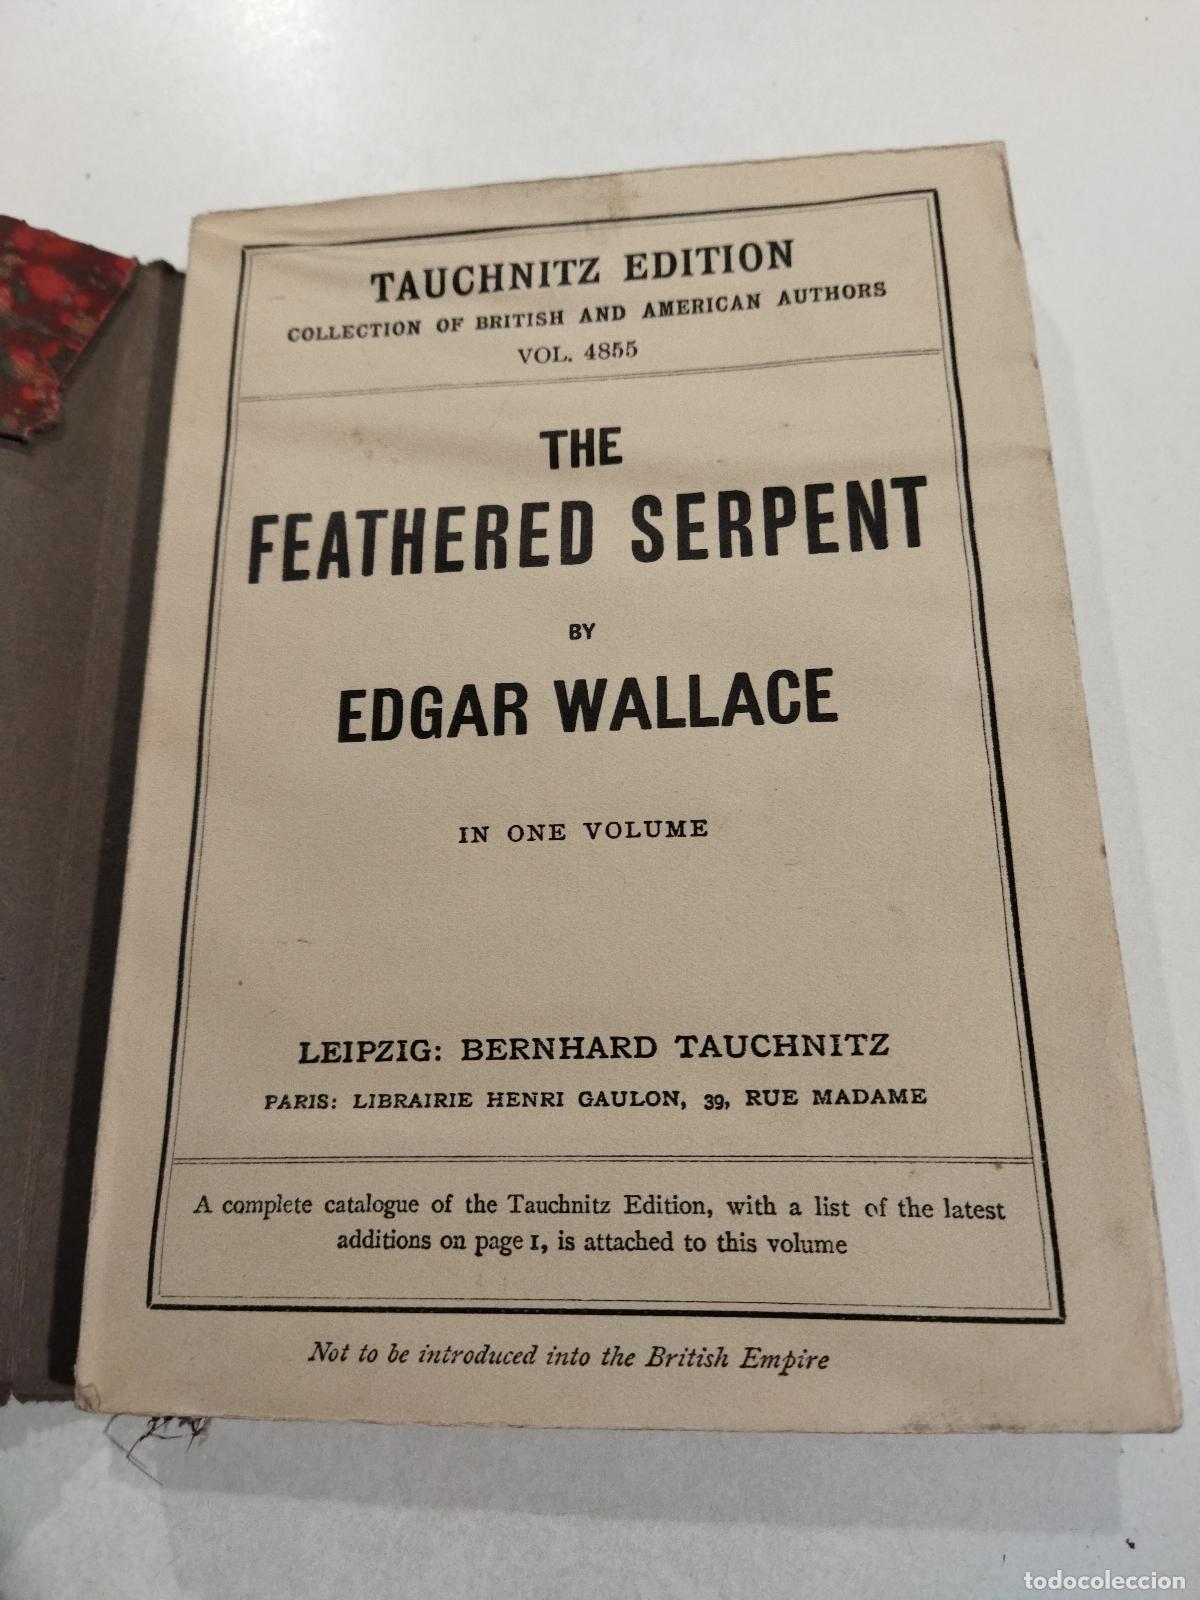 TAUCHNITZ EDITION
COLLECTION OF BRITISH AND AMERICAN AUTHORS
VOL. 4855
THE
FEATHERED SERPENT
BY
EDGAR WALLACE
IN ONE VOLUME
LEIPZIG: BERNHARD TAUCHNITZ
PARIS: LIBRAIRIE HENRI GAULON, 39, RUE MADAME
A complete catalogue of the Tauchnitz Edition, with a list of the latest
additions on page 1, is attached to this volume
Not to be introduced into the British Empire
todocoleccion